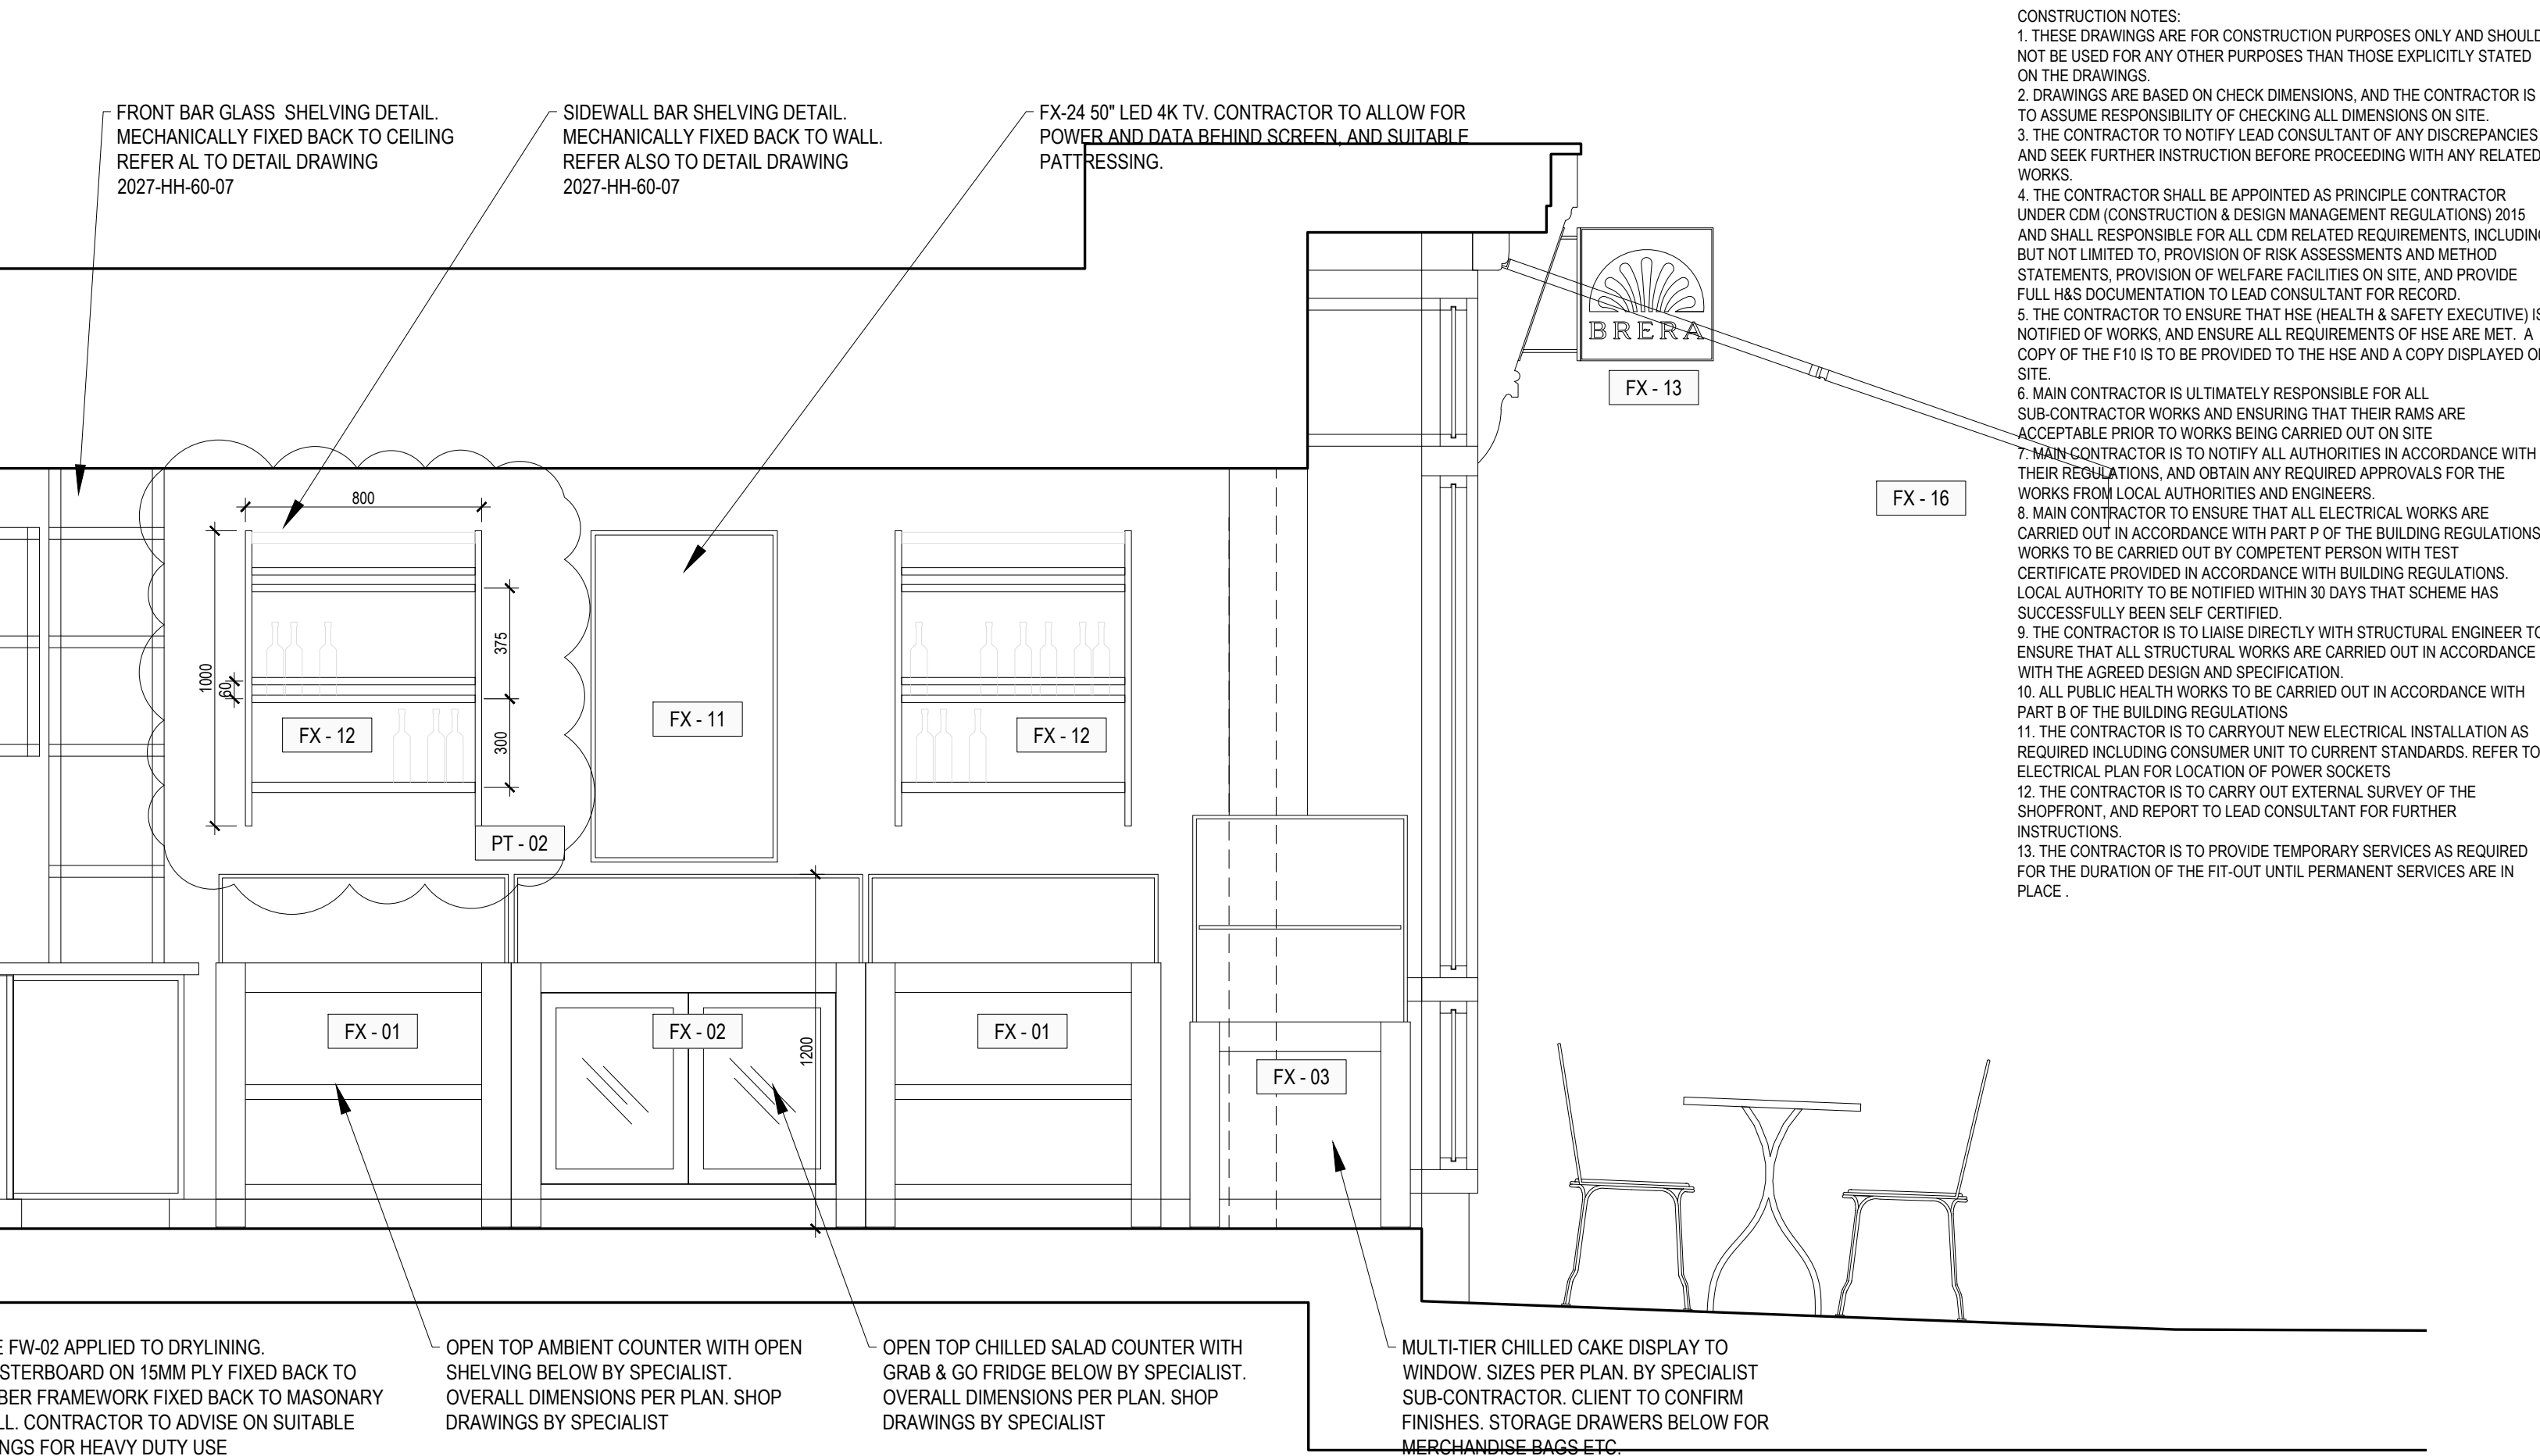 CONSTRUCTION NOTES:
1. THESE DRAWINGS ARE FOR CONSTRUCTION PURPOSES ONLY AND SHOULD
NOT BE USED FOR ANY OTHER PURPOSES THAN THOSE EXPLICITLY STATED
ON THE DRAWINGS.
2. DRAWINGS ARE BASED ON CHECK DIMENSIONS, AND THE CONTRACTOR IS
TO ASSUME RESPONSIBILITY OF CHECKING ALL DIMENSIONS ON SITE.
3. THE CONTRACTOR TO NOTIFY LEAD CONSULTANT OF ANY DISCREPANCIES
AND SEEK FURTHER INSTRUCTION BEFORE PROCEEDING WITH ANY RELATED
WORKS.
4. THE CONTRACTOR SHALL BE APPOINTED AS PRINCIPLE CONTRACTOR
UNDER CDM (CONSTRUCTION & DESIGN MANAGEMENT REGULATIONS) 2015
AND SHALL RESPONSIBLE FOR ALL CDM RELATED REQUIREMENTS, INCLUDING
BUT NOT LIMITED TO, PROVISION OF RISK ASSESSMENTS AND METHOD
STATEMENTS, PROVISION OF WELFARE FACILITIES ON SITE, AND PROVIDE
FULL H&S DOCUMENTATION TO LEAD CONSULTANT FOR RECORD.
5. THE CONTRACTOR TO ENSURE THAT HSE (HEALTH & SAFETY EXECUTIVE) IS
NOTIFIED OF WORKS, AND ENSURE ALL REQUIREMENTS OF HSE ARE MET. A
COPY OF THE F10 IS TO BE PROVIDED TO THE HSE AND A COPY DISPLAYED ON
SITE.
6. MAIN CONTRACTOR IS ULTIMATELY RESPONSIBLE FOR ALL
SUB-CONTRACTOR WORKS AND ENSURING THAT THEIR RAMS ARE
ACCEPTABLE PRIOR TO WORKS BEING CARRIED OUT ON SITE
7. MAIN CONTRACTOR IS TO NOTIFY ALL AUTHORITIES IN ACCORDANCE WITH
THEIR REGULATIONS, AND OBTAIN ANY REQUIRED APPROVALS FOR THE
WORKS FROM LOCAL AUTHORITIES AND ENGINEERS.
8. MAIN CONTRACTOR TO ENSURE THAT ALL ELECTRICAL WORKS ARE
CARRIED OUT IN ACCORDANCE WITH PART P OF THE BUILDING REGULATIONS
WORKS TO BE CARRIED OUT BY COMPETENT PERSON WITH TEST
CERTIFICATE PROVIDED IN ACCORDANCE WITH BUILDING REGULATIONS.
LOCAL AUTHORITY TO BE NOTIFIED WITHIN 30 DAYS THAT SCHEME HAS
SUCCESSFULLY BEEN SELF CERTIFIED.
9. THE CONTRACTOR IS TO LIAISE DIRECTLY WITH STRUCTURAL ENGINEER TO
ENSURE THAT ALL STRUCTURAL WORKS ARE CARRIED OUT IN ACCORDANCE
WITH THE AGREED DESIGN AND SPECIFICATION.
10. ALL PUBLIC HEALTH WORKS TO BE CARRIED OUT IN ACCORDANCE WITH
PART B OF THE BUILDING REGULATIONS
11. THE CONTRACTOR IS TO CARRYOUT NEW ELECTRICAL INSTALLATION AS
REQUIRED INCLUDING CONSUMER UNIT TO CURRENT STANDARDS. REFER TO
ELECTRICAL PLAN FOR LOCATION OF POWER SOCKETS
12. THE CONTRACTOR IS TO CARRY OUT EXTERNAL SURVEY OF THE
SHOPFRONT, AND REPORT TO LEAD CONSULTANT FOR FURTHER
INSTRUCTIONS.
13. THE CONTRACTOR IS TO PROVIDE TEMPORARY SERVICES AS REQUIRED
FOR THE DURATION OF THE FIT-OUT UNTIL PERMANENT SERVICES ARE IN
PLACE .
FRONT BAR GLASS SHELVING DETAIL.
MECHANICALLY FIXED BACK TO CEILING
REFER AL TO DETAIL DRAWING
2027-HH-60-07
SIDEWALL BAR SHELVING DETAIL.
MECHANICALLY FIXED BACK TO WALL.
REFER ALSO TO DETAIL DRAWING
2027-HH-60-07
FX-24 50" LED 4K TV. CONTRACTOR TO ALLOW FOR
POWER AND DATA BEHIND SCREEN, AND SUITABLE
PATTRESSING.
BRERA
FX - 13
FX - 16
800
1000
60
375
300
FX - 12
FX - 11
FX - 12
PT - 02
FX - 01
FX - 02
1200
FX - 01
FX - 03
FW-02 APPLIED TO DRYLINING.
STERBOARD ON 15MM PLY FIXED BACK TO
BER FRAMEWORK FIXED BACK TO MASONARY
LL. CONTRACTOR TO ADVISE ON SUITABLE
NGS FOR HEAVY DUTY USE
OPEN TOP AMBIENT COUNTER WITH OPEN
SHELVING BELOW BY SPECIALIST.
OVERALL DIMENSIONS PER PLAN. SHOP
DRAWINGS BY SPECIALIST
OPEN TOP CHILLED SALAD COUNTER WITH
GRAB & GO FRIDGE BELOW BY SPECIALIST.
OVERALL DIMENSIONS PER PLAN. SHOP
DRAWINGS BY SPECIALIST
MULTI-TIER CHILLED CAKE DISPLAY TO
WINDOW. SIZES PER PLAN. BY SPECIALIST
SUB-CONTRACTOR. CLIENT TO CONFIRM
FINISHES. STORAGE DRAWERS BELOW FOR
MERCHANDISE BAGS ETC.